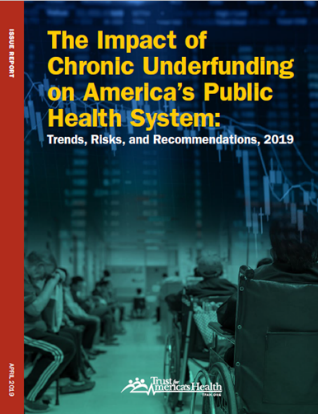 ISSUE REPORT
The Impact of
Chronic Underfunding
on America's Public
Health System:
Trends, Risks, and Recommendations, 2019
APRIL 2019
Trust for
America's Health